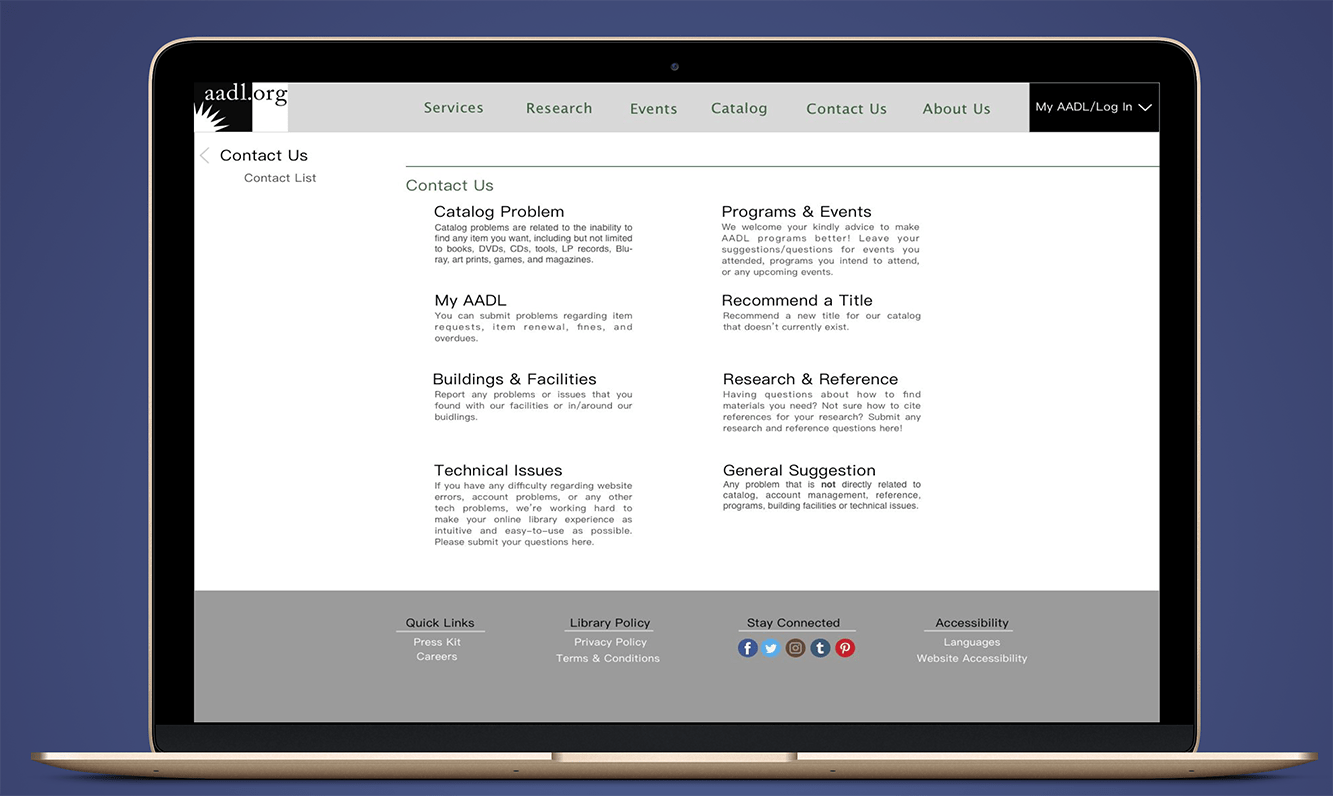 aadl.org
Services
Research
Events
Catalog
Contact Us
About Us
My AADL/Log In
Contact Us
Contact List
Contact Us
Catalog Problem
Catalog problems are related to the inability to
find any item you want, including but not limited
to books, DVDs, CDs, tools, LP records, Blu-
ray, art prints, games, and magazines.
Programs & Events
We welcome your kindly advice to make
AADL programs better! Leave your
suggestions/questions for events you
attended, programs you intend to attend,
or any upcoming events.
My AADL
You can submit problems regarding item
requests, item renewal, fines, and
overdues.
Recommend a Title
Recommend a new title for our catalog
that doesn't currently exist.
Buildings & Facilities
Report any problems or issues that you
found with our facilities or in/around our
buidlings.
Research & Reference
Having questions about how to find
materials you need? Not sure how to cite
references for your research? Submit any
research and reference questions here!
Technical Issues
If you have any difficulty regarding website
errors, account problems, or any other
tech problems, we're working hard to
make your online library experience as
intuitive and easy-to-use as possible.
Please submit your questions here.
General Suggestion
Any problem that is not directly related to
catalog, account management, reference,
programs, building facilities or technical issues.
Quick Links
Press Kit
Careers
Library Policy
Privacy Policy
Terms & Conditions
Stay Connected
Accessibility
Languages
Website Accessibility